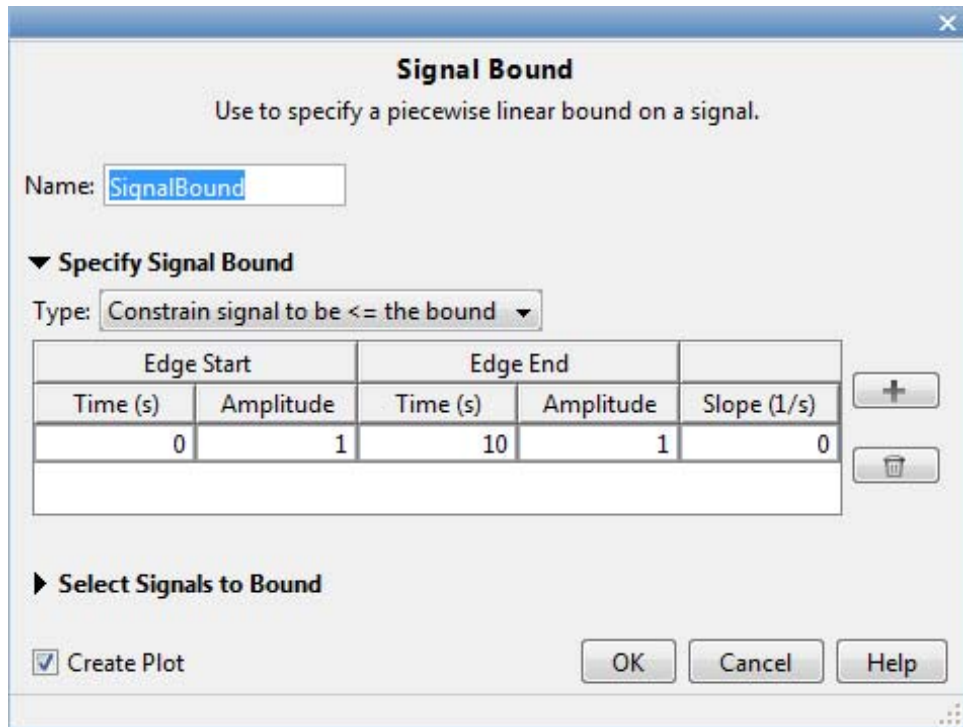 Signal Bound
Use to specify a piecewise linear bound on a signal.
Name: SignalBound
Specify Signal Bound
Type: Constrain signal to be <= the bound
Edge Start Edge End
Time (s) Amplitude Time (s) Amplitude Slope (1/s)
0 1 10 1 0
Select Signals to Bound
Create Plot OK Cancel Help